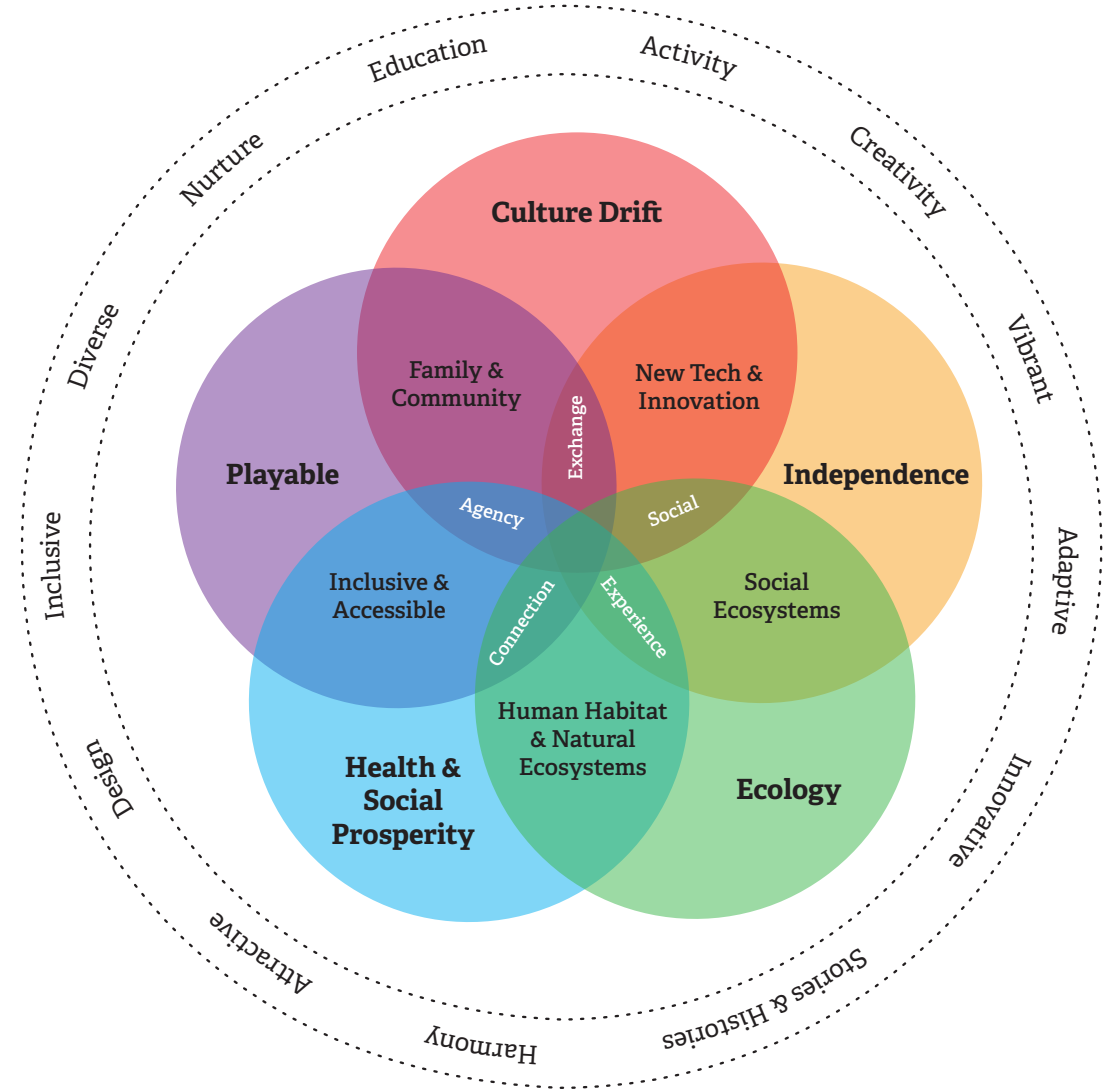 Education
Activity
Creativity
Vibrant
Adaptive
Innovative
Stories & Histories
Harmony
Attractive
Design
Inclusive
Diverse
Nurture
Culture Drift
Family &
Community
New Tech &
Innovation
Exchange
Playable
Independence
Agency
Social
Inclusive &
Accessible
Social
Ecosystems
Connection
Experience
Human Habitat
& Natural
Ecosystems
Health &
Social
Prosperity
Ecology